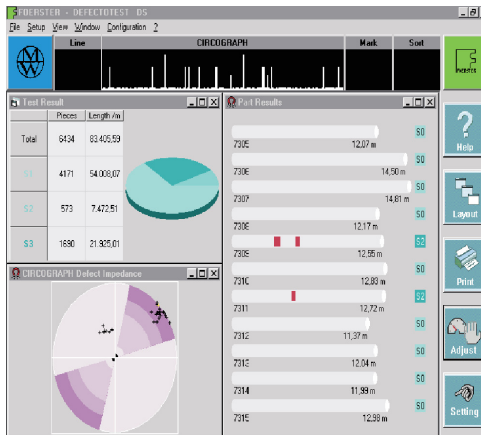 FOERSTER - DEFECTOTEST DS
File Setup View Window Configuration ?
Line CIRCOGRAPH Mark Sort
FOERSTER
Test Result
Pieces Length /m
Total 6434 83.405,59
S1 4171 54.008,07
S2 573 7.472,51
S3 1690 21.925,01
CIRCOGRAPH Defect Impedance
Part Results
S0
7305 12,07 m
S0
7306 14,50 m
S0
7307 14,81 m
S0
7308 12,17 m
S2
7309 12,55 m
S0
7310 12,83 m
S2
7311 12,72 m
S0
7312 11,37 m
S0
7313 12,04 m
S0
7314 11,99 m
S0
7315 12,98 m
Help
Layout
Print
Adjust
Setting